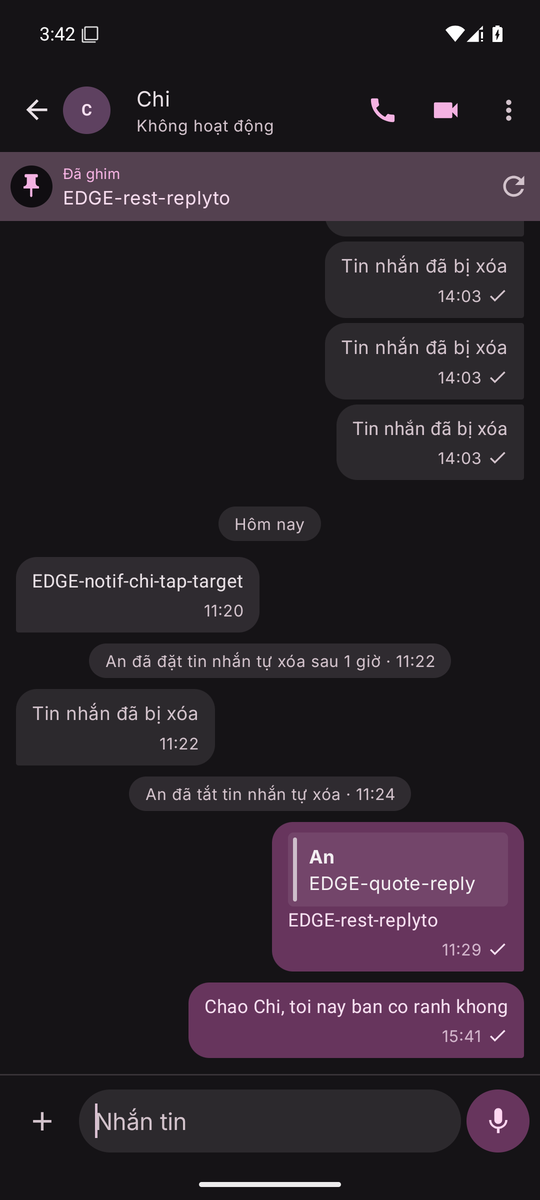 3:42
C
Chi
Không hoạt động
Đã ghim
EDGE-rest-replyto
Tin nhắn đã bị xóa
14:03
Tin nhắn đã bị xóa
14:03
Tin nhắn đã bị xóa
14:03
Hôm nay
EDGE-notif-chi-tap-target
11:20
An đã đặt tin nhắn tự xóa sau 1 giờ · 11:22
Tin nhắn đã bị xóa
11:22
An đã tắt tin nhắn tự xóa · 11:24
An
EDGE-quote-reply
EDGE-rest-replyto
11:29
Chao Chi, toi nay ban co ranh khong
15:41
Nhắn tin